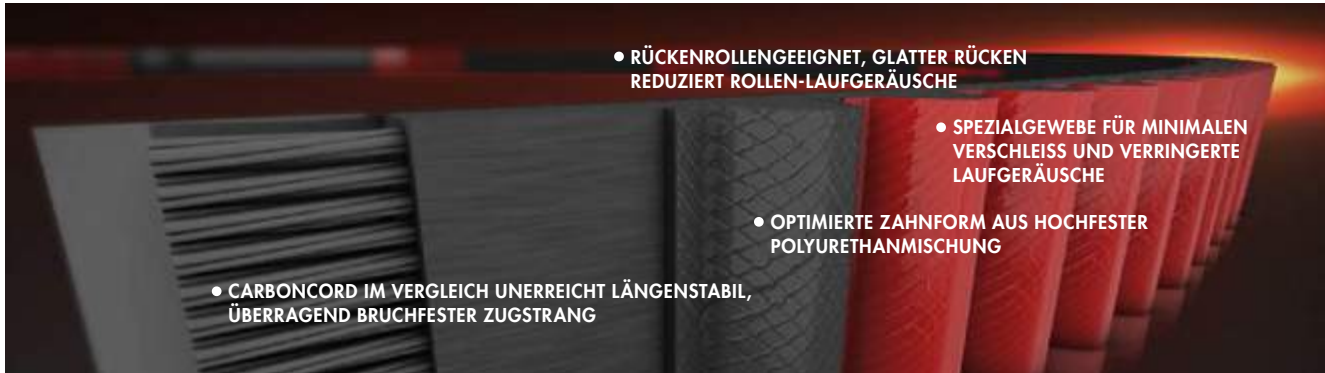 • RÜCKENROLLENGEEIGNET, GLATTER RÜCKEN
REDUZIERT ROLLEN-LAUFGERÄUSCHE
• SPEZIALGEWEBE FÜR MINIMALEN
VERSCHLEISS UND VERRINGERTE
LAUFGERÄUSCHE
• OPTIMIERTE ZAHNFORM AUS HOCHFESTER
POLYURETHANMISCHUNG
• CARBONCORD IM VERGLEICH UNERREICHT LÄNGENSTABIL,
ÜBERRAGEND BRUCHFESTER ZUGSTRANG